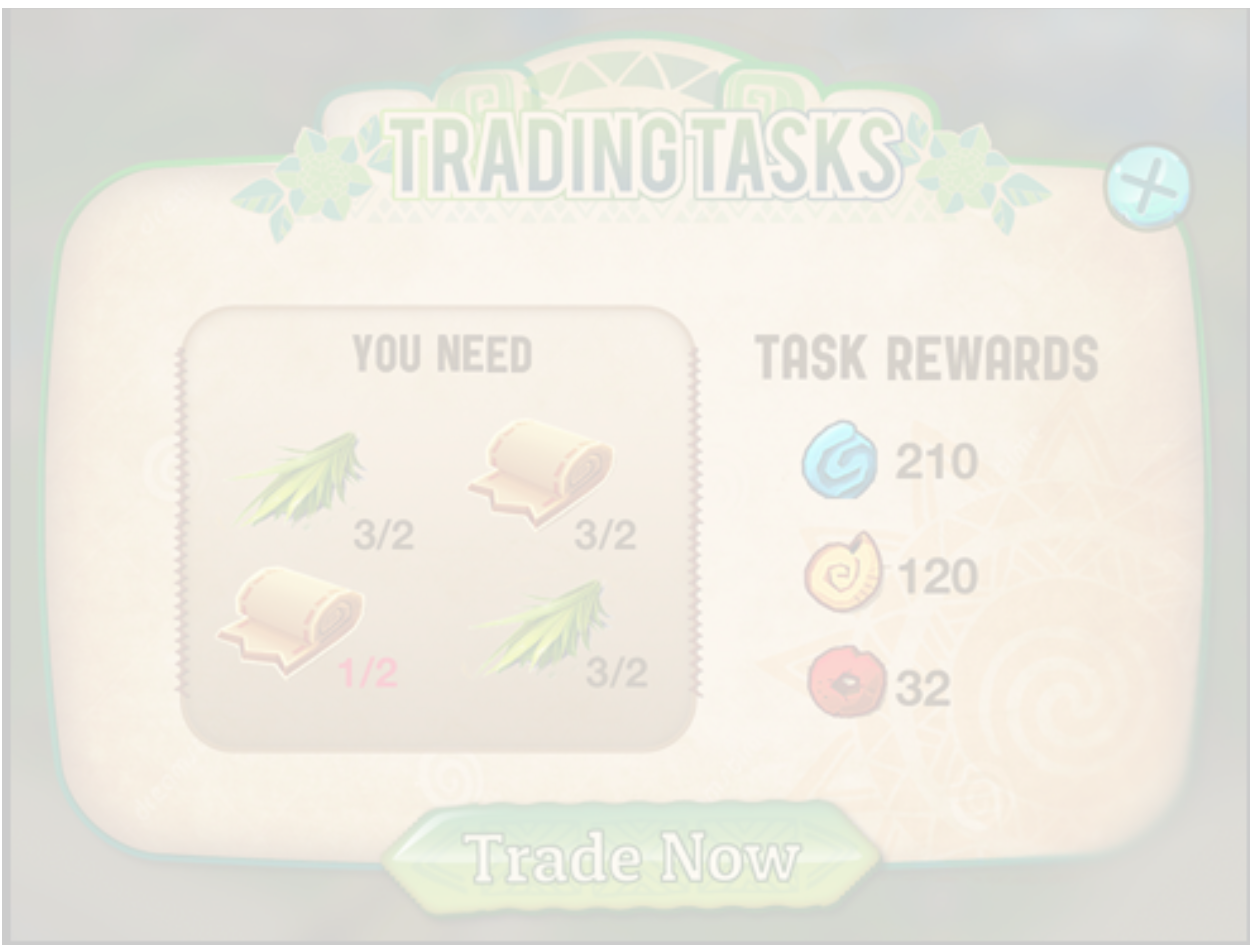 TRADING TASKS
YOU NEED
TASK REWARDS
3/2
3/2
1/2
3/2
210
120
32
Trade Now